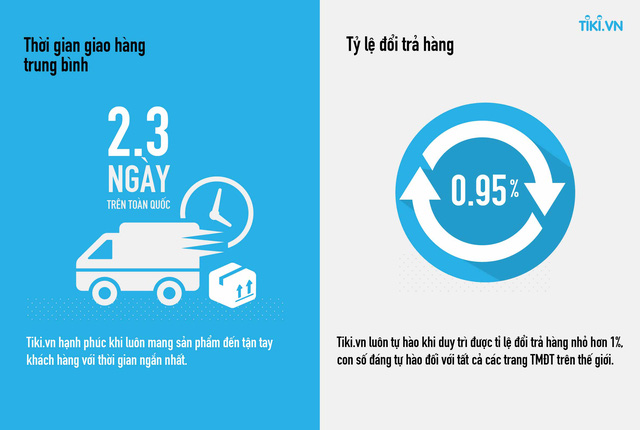 Thời gian giao hàng
trung bình
2.3
NGÀY
TRÊN TOÀN QUỐC
Tiki.vn hạnh phúc khi luôn mang sản phẩm đến tận tay
khách hàng với thời gian ngắn nhất.
TIKI.VN
Tỷ lệ đổi trả hàng
0.95%
Tiki.vn luôn tự hào khi duy trì được tỉ lệ đổi trả hàng nhỏ hơn 1%,
con số đáng tự hào đối với tất cả các trang TMĐT trên thế giới.